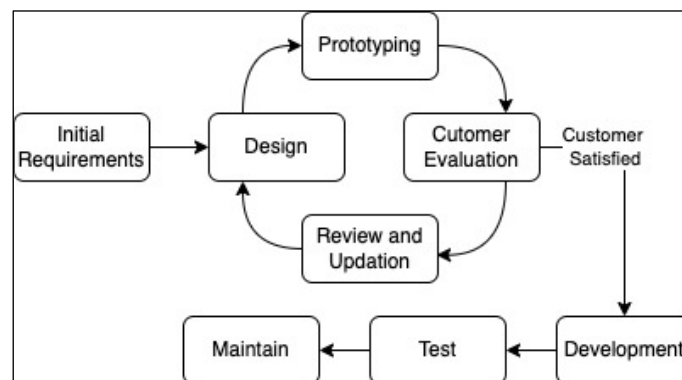 Prototyping
Initial
Requirements
Design
Cutomer
Evaluation
Customer
Satisfied
Review and
Updation
Maintain
Test
Development